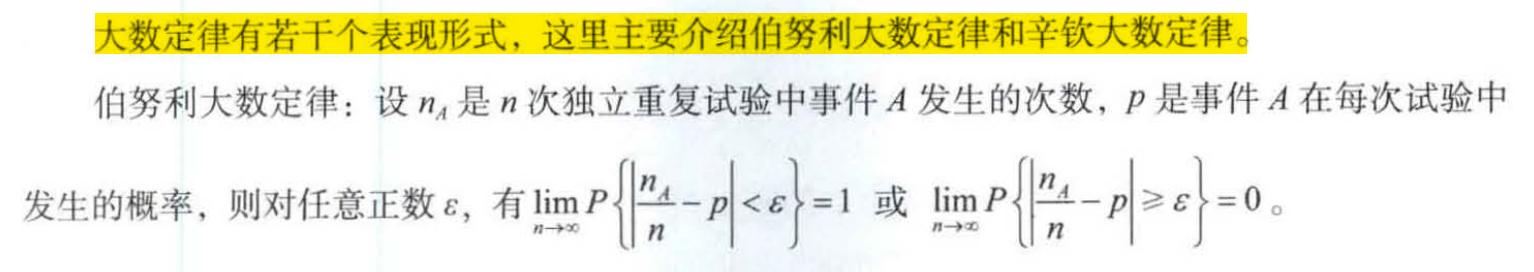 大数定律有若干个表现形式，这里主要介绍伯努利大数定律和辛钦大数定律。
伯努利大数定律：设 $n_A$ 是 $n$ 次独立重复试验中事件 $A$ 发生的次数，$p$ 是事件 $A$ 在每次试验中
发生的概率，则对任意正数 $\varepsilon$，有 $\lim_{n\to\infty} P\left\{\left|\frac{n_A}{n}-p\right|<\varepsilon\right\}=1$ 或 $\lim_{n\to\infty} P\left\{\left|\frac{n_A}{n}-p\right|\geqslant\varepsilon\right\}=0$。